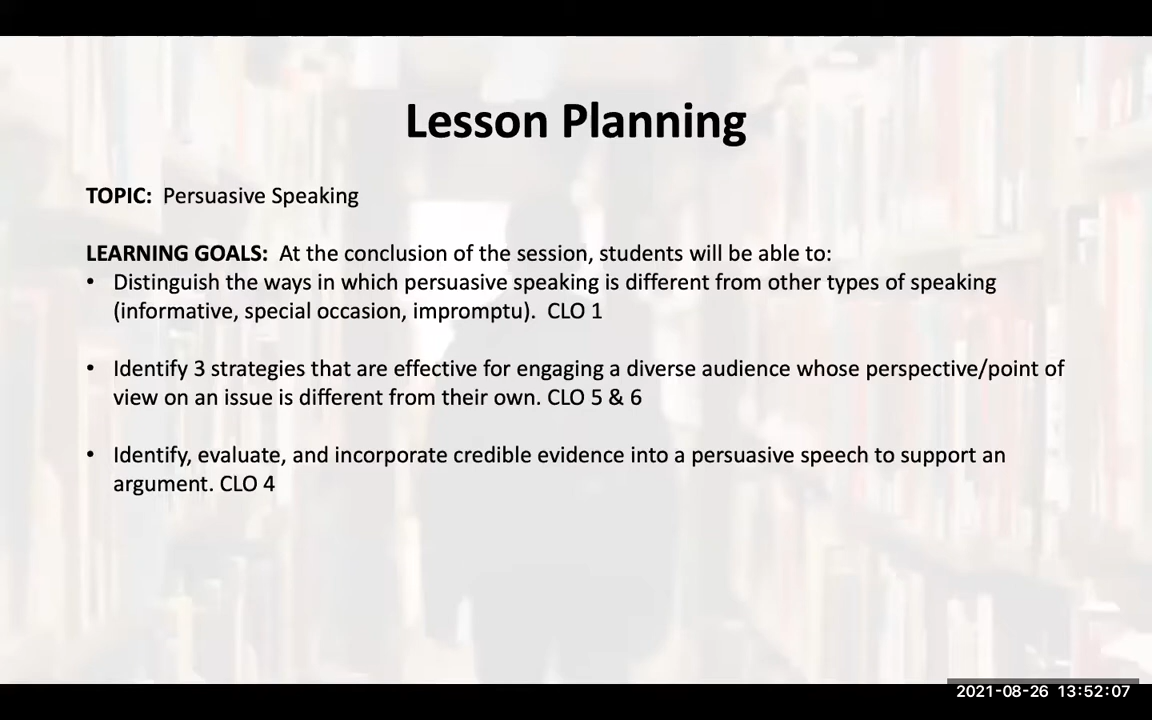 Lesson Planning
TOPIC: Persuasive Speaking
LEARNING GOALS: At the conclusion of the session, students will be able to:
• Distinguish the ways in which persuasive speaking is different from other types of speaking
(informative, special occasion, impromptu). CLO 1
• Identify 3 strategies that are effective for engaging a diverse audience whose perspective/point of
view on an issue is different from their own. CLO 5 & 6
• Identify, evaluate, and incorporate credible evidence into a persuasive speech to support an
argument. CLO 4
2021-08-26 13:52:07